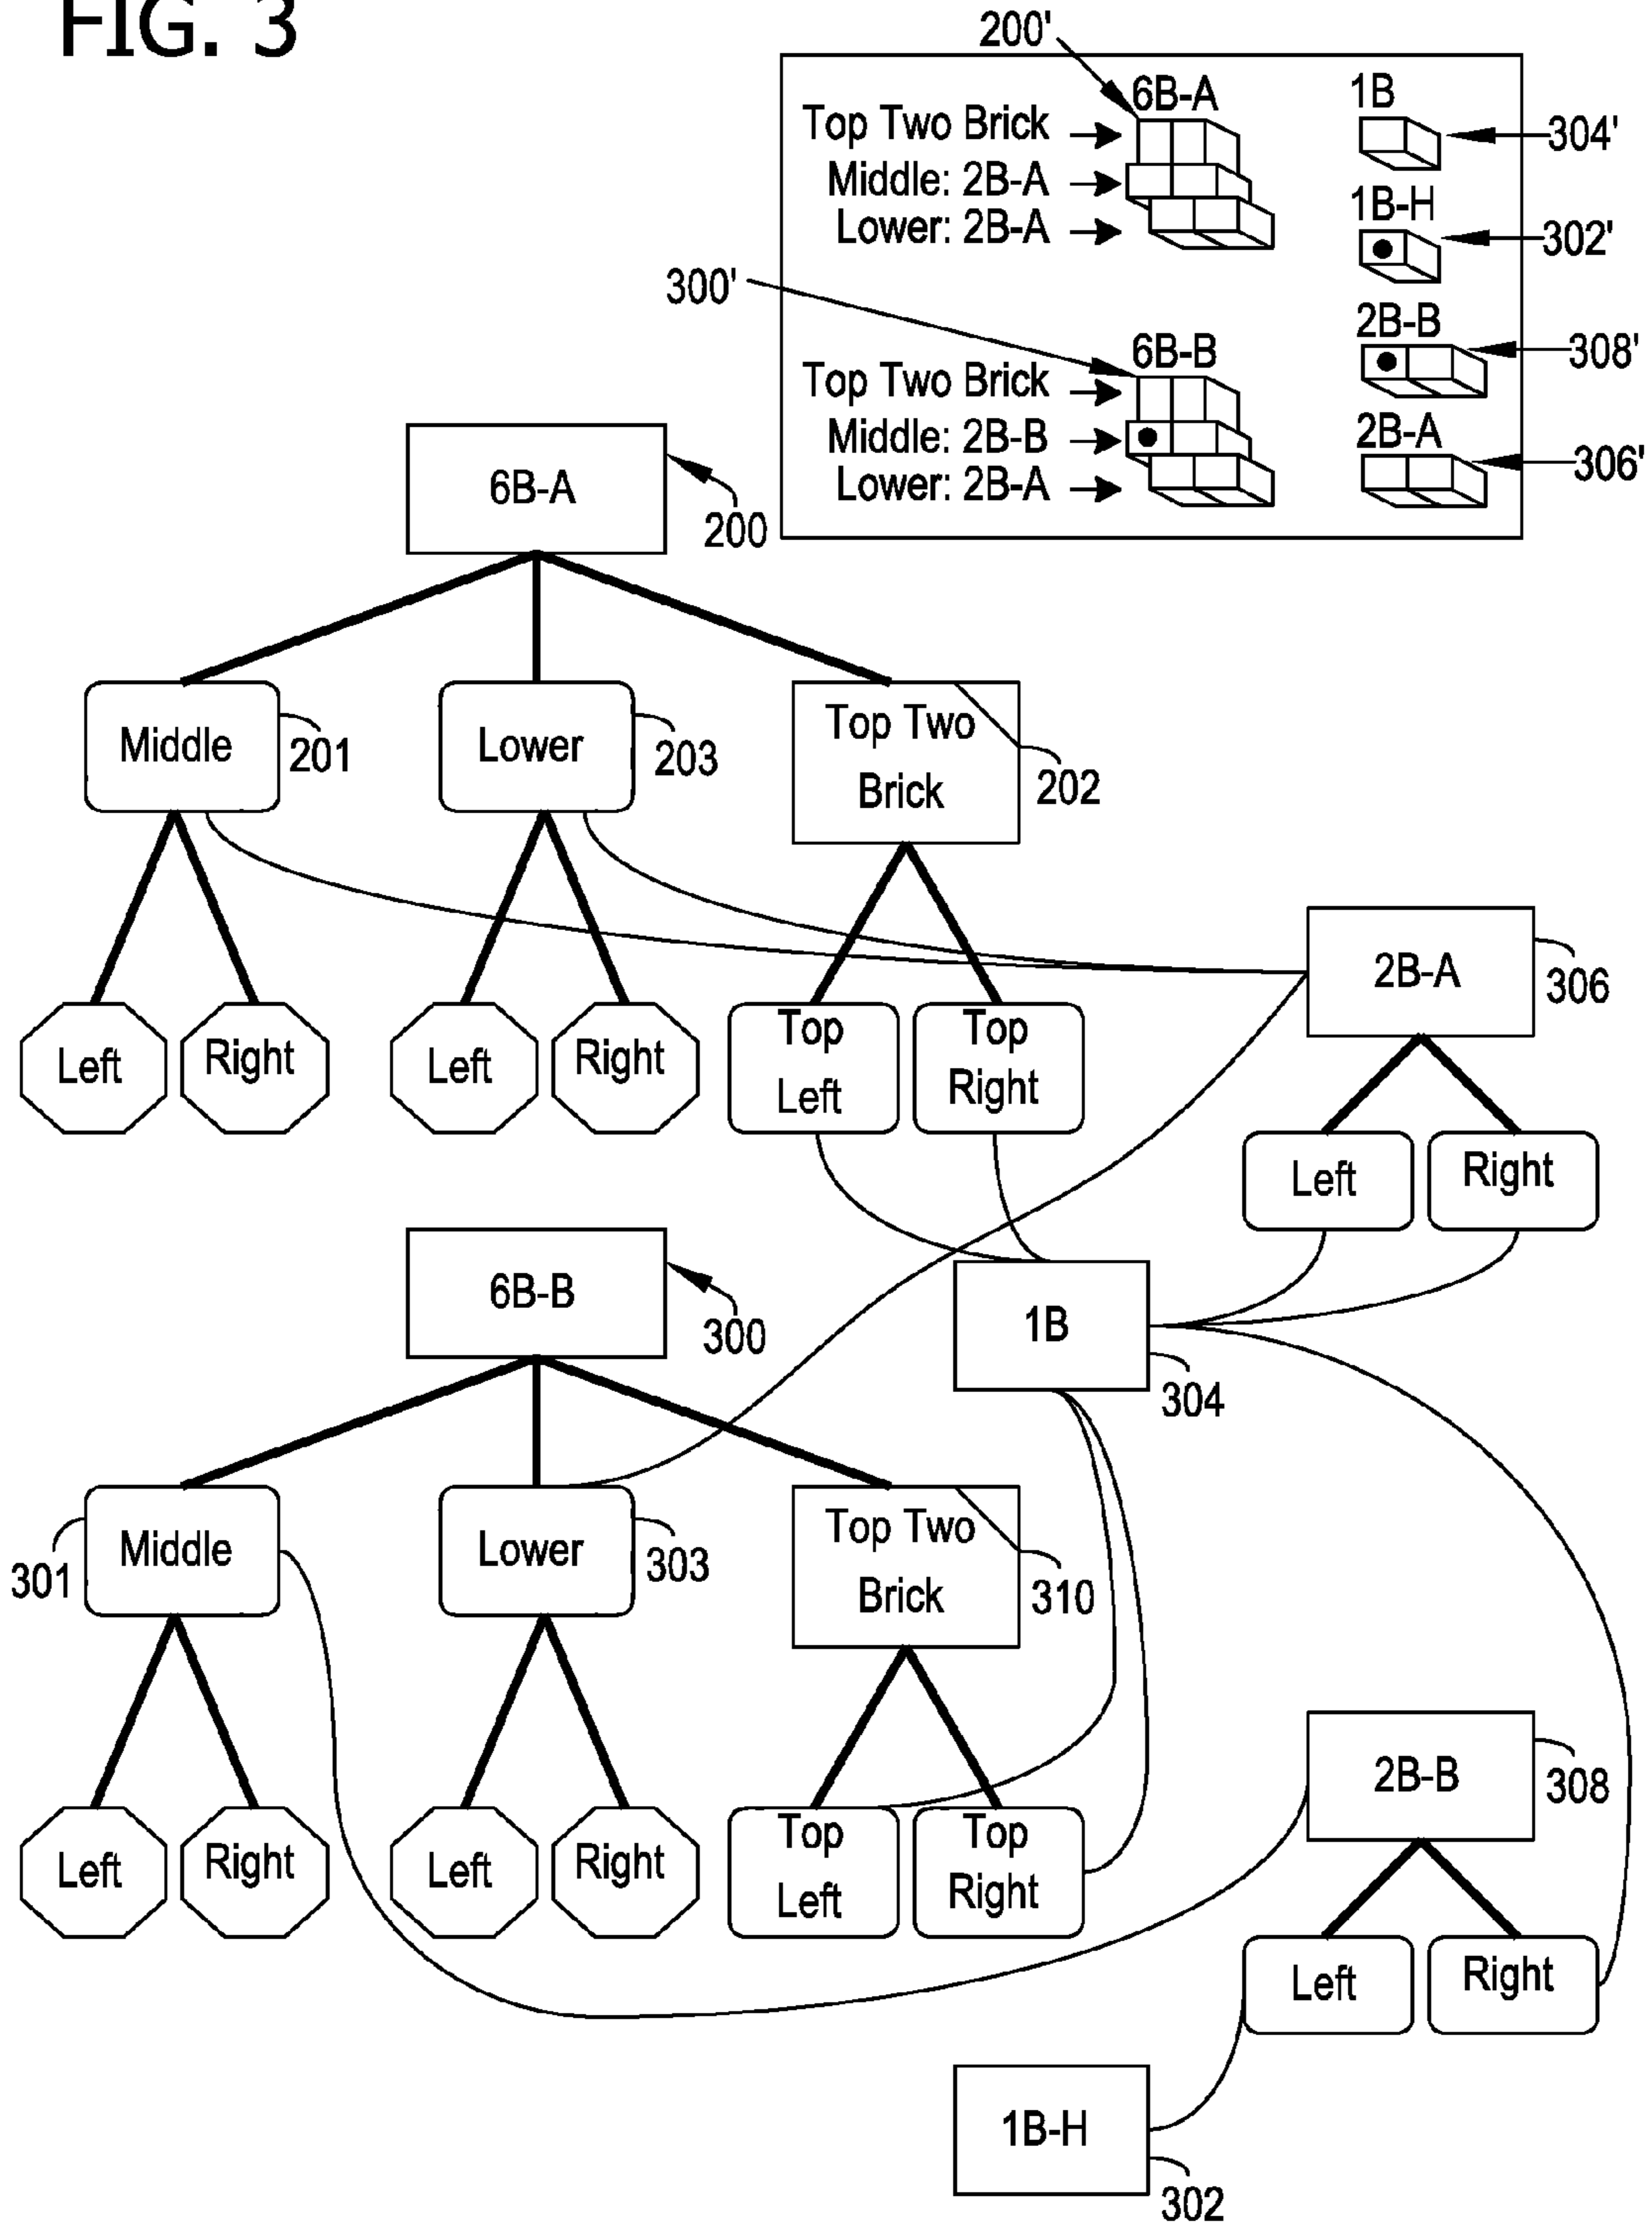 FIG. 3
200'
6B-A
1B
Top Two Brick
304'
Middle: 2B-A
1B-H
Lower: 2B-A
302'
300'
2B-B
6B-B
308'
Top Two Brick
Middle: 2B-B
2B-A
Lower: 2B-A
306'
6B-A
200
Middle
201
Lower
203
Top Two
Brick
202
2B-A
306
Left
Right
Left
Right
Top
Left
Top
Right
Left
Right
6B-B
300
1B
304
Middle
301
Lower
303
Top Two
Brick
310
2B-B
308
Left
Right
Left
Right
Top
Left
Top
Right
Left
Right
1B-H
302